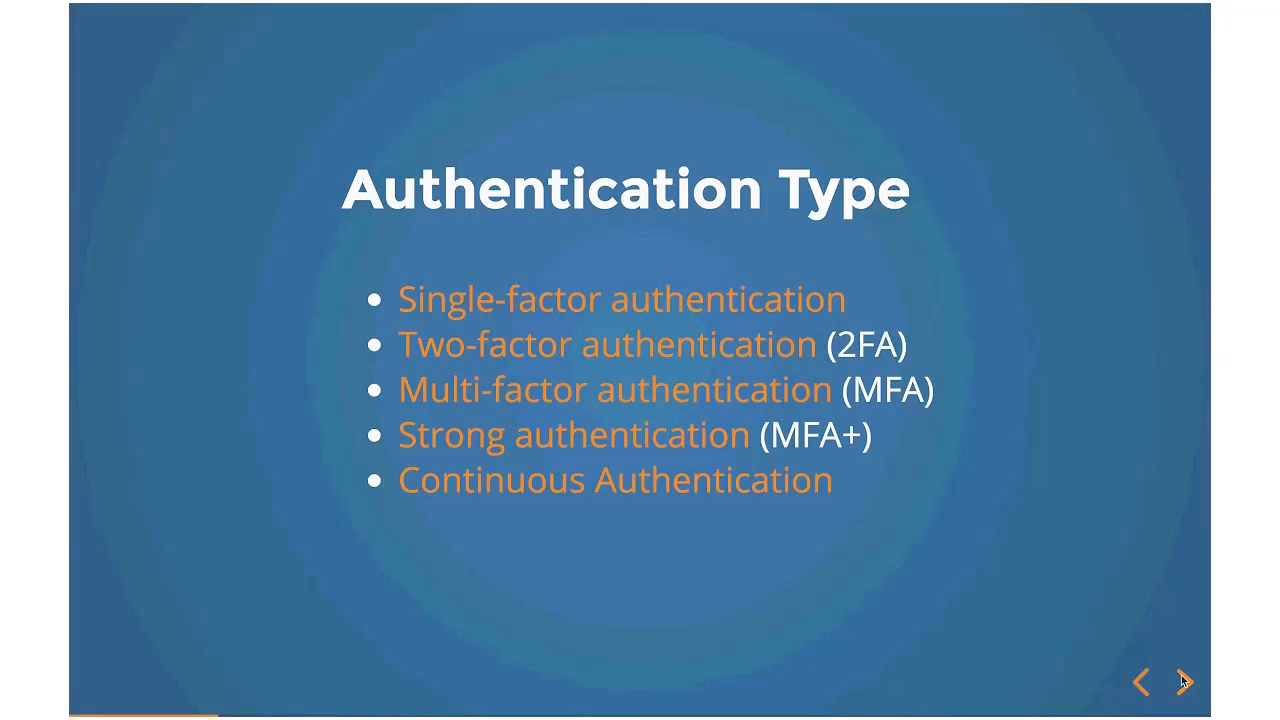 Authentication Type
Single-factor authentication
Two-factor authentication (2FA)
Multi-factor authentication (MFA)
Strong authentication (MFA+)
Continuous Authentication